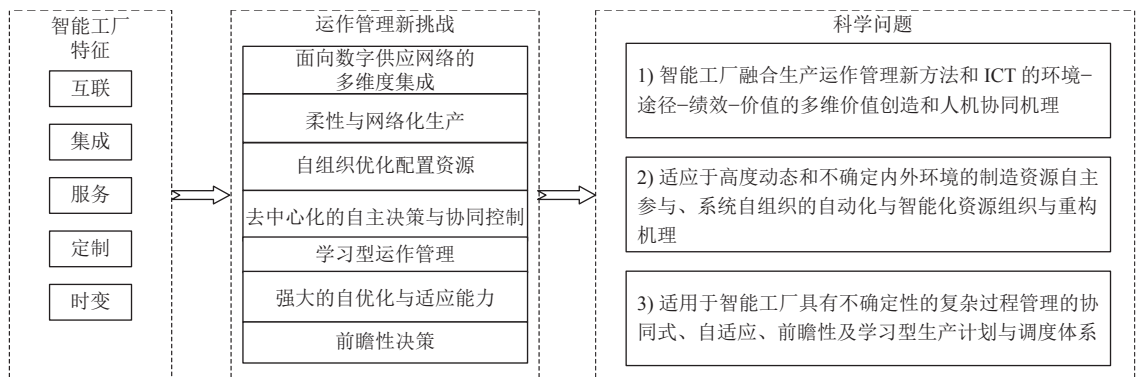 智能工厂
特征
互联
集成
服务
定制
时变
运作管理新挑战
面向数字供应网络的
多维度集成
柔性与网络化生产
自组织优化配置资源
去中心化的自主决策与协同控制
学习型运作管理
强大的自优化与适应能力
前瞻性决策
科学问题
1) 智能工厂融合生产运作管理新方法和 ICT 的环境−
途径−绩效−价值的多维价值创造和人机协同机理
2) 适应于高度动态和不确定内外环境的制造资源自主
参与、系统自组织的自动化与智能化资源组织与重构
机理
3) 适用于智能工厂具有不确定性的复杂过程管理的协
同式、自适应、前瞻性及学习型生产计划与调度体系